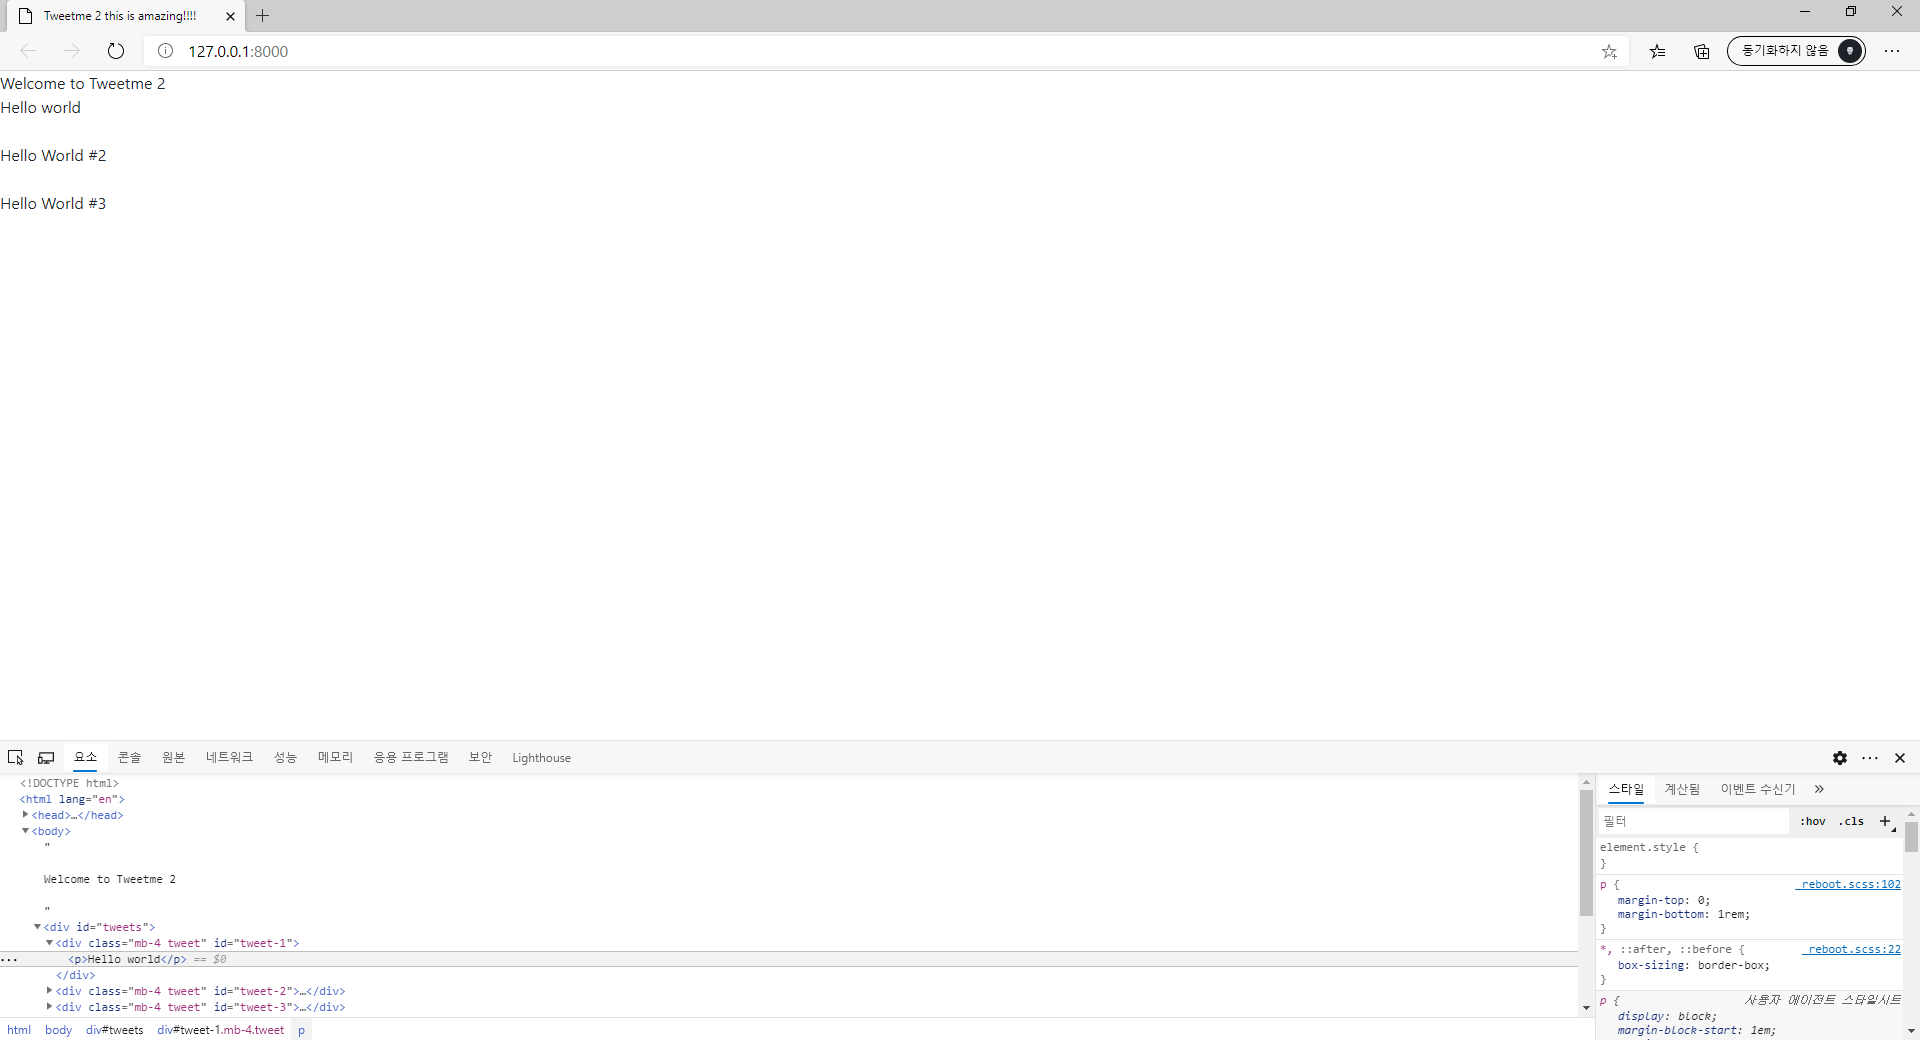 Tweetme 2 this is amazing!!!!
127.0.0.1:8000
동기화하지 않음
Welcome to Tweetme 2
Hello world
Hello World #2
Hello World #3
요소 콘솔 원본 네트워크 성능 메모리 응용 프로그램 보안 Lighthouse
<!DOCTYPE html>
<html lang="en">
<head>…</head>
<body>
"
Welcome to Tweetme 2
"
<div id="tweets">
<div class="mb-4 tweet" id="tweet-1">
<p>Hello world</p> == $0
</div>
<div class="mb-4 tweet" id="tweet-2">…</div>
<div class="mb-4 tweet" id="tweet-3">…</div>
html body div#tweets div#tweet-1.mb-4.tweet p
스타일 계산됨 이벤트 수신기 »
필터 :hov .cls +
element.style {
}
p { _reboot.scss:102
margin-top: 0;
margin-bottom: 1rem;
}
*, ::after, ::before { _reboot.scss:22
box-sizing: border-box;
}
p { 사용자 에이전트 스타일시트
display: block;
margin-block-start: 1em;